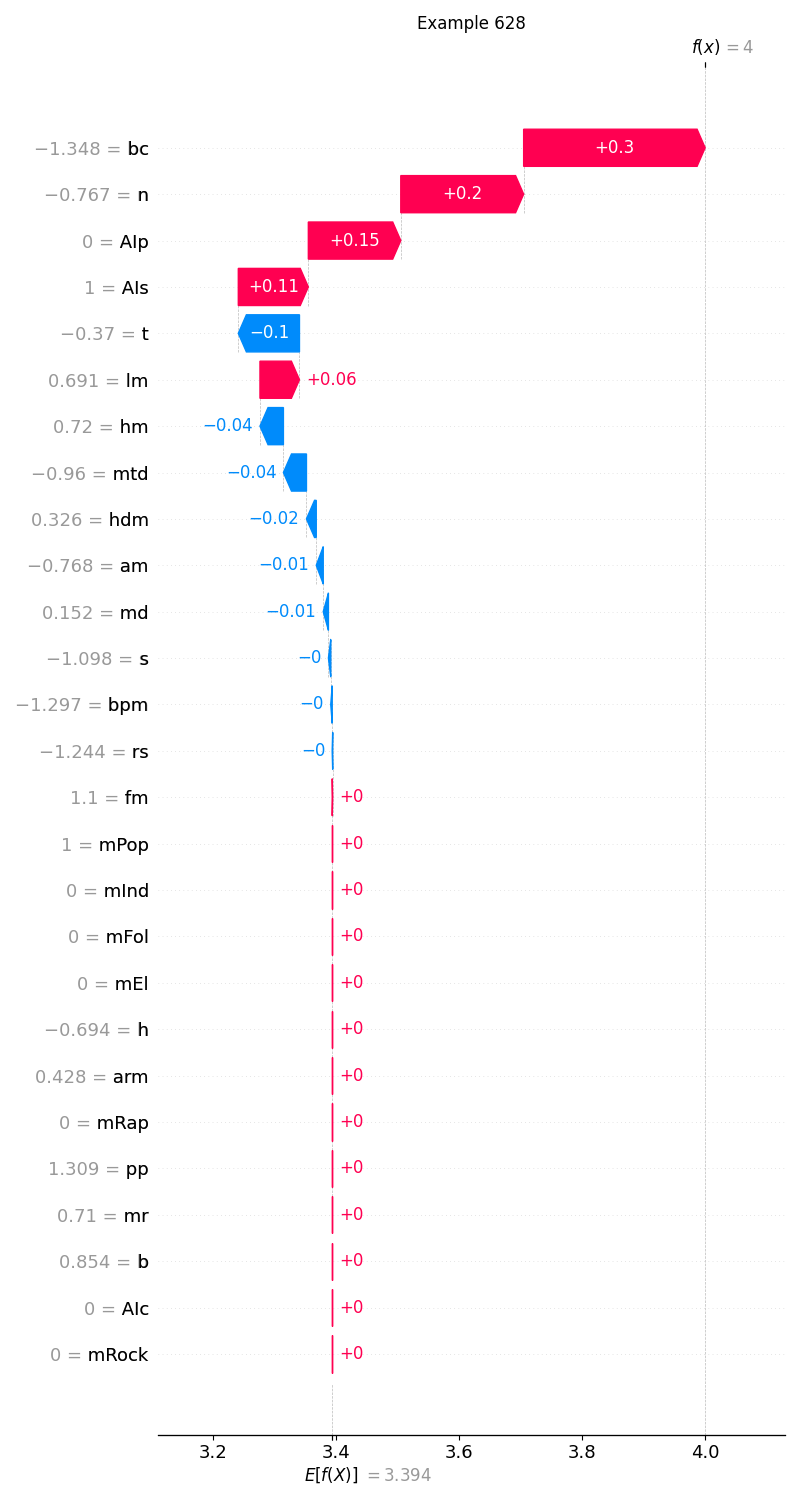 Example 628
f(x) = 4
−1.348 = bc +0.3
−0.767 = n +0.2
0 = AIp +0.15
1 = AIs +0.11
−0.37 = t −0.1
0.691 = lm +0.06
0.72 = hm −0.04
−0.96 = mtd −0.04
0.326 = hdm −0.02
−0.768 = am −0.01
0.152 = md −0.01
−1.098 = s −0
−1.297 = bpm −0
−1.244 = rs −0
1.1 = fm +0
1 = mPop +0
0 = mInd +0
0 = mFol +0
0 = mEl +0
−0.694 = h +0
0.428 = arm +0
0 = mRap +0
1.309 = pp +0
0.71 = mr +0
0.854 = b +0
0 = AIc +0
0 = mRock +0
3.2 3.4 3.6 3.8 4.0
E[f(X)] = 3.394